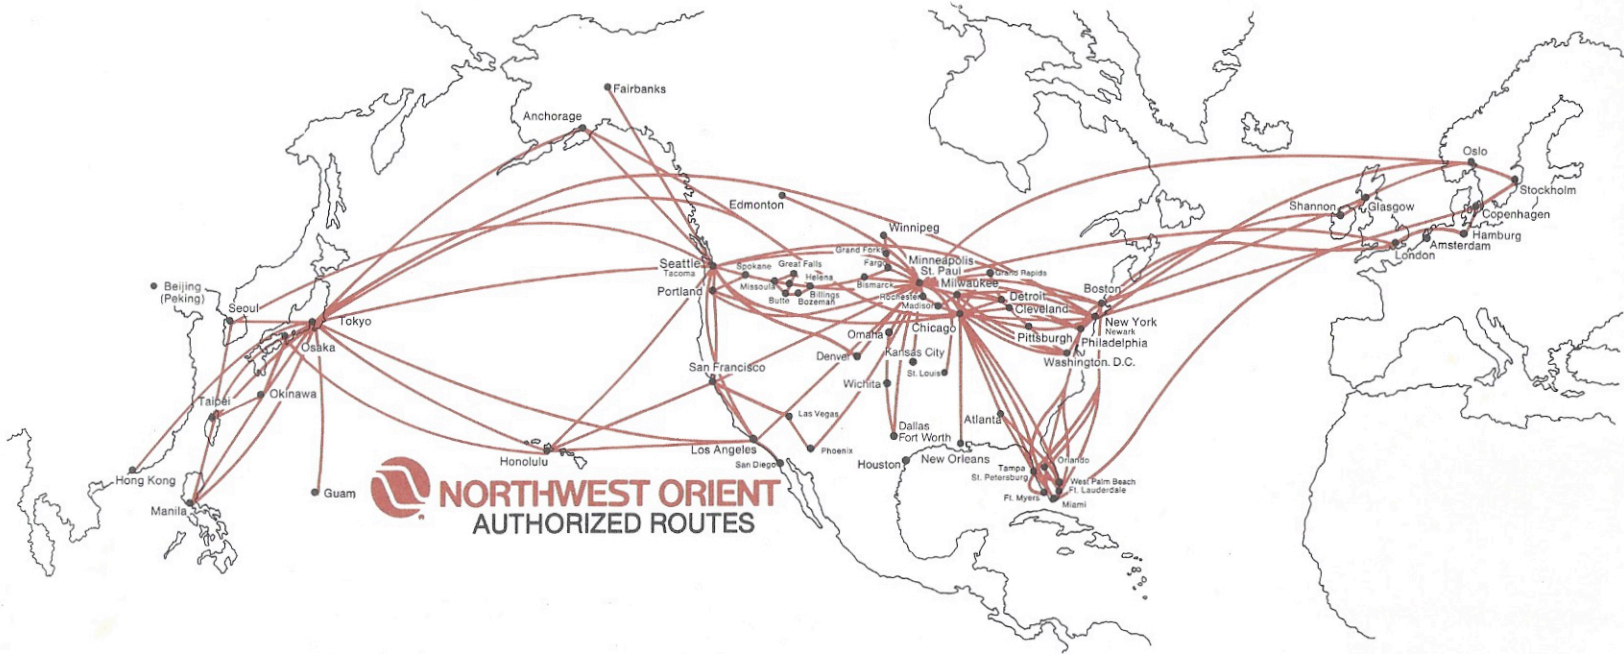 Fairbanks
Anchorage
Oslo
Stockholm
Edmonton
Shannon
Glasgow
Copenhagen
Winnipeg
Hamburg
Amsterdam
London
Grand Forks
Fargo
Minneapolis
St. Paul
Grand Rapids
Seattle
Tacoma
Spokane
Great Falls
Helena
Missoula
Bismarck
Milwaukee
Beijing
(Peking)
Portland
Butte
Billings
Bozeman
Rochester
Madison
Detroit
Cleveland
Boston
Seoul
Tokyo
Osaka
Omaha
Chicago
New York
Newark
Pittsburgh
Philadelphia
Denver
Kansas City
Washington, D.C.
San Francisco
St. Louis
Wichita
Okinawa
Taipei
Las Vegas
Atlanta
Dallas
Fort Worth
Los Angeles
Phoenix
New Orleans
San Diego
Houston
Honolulu
Orlando
Tampa
St. Petersburg
West Palm Beach
Ft. Lauderdale
Ft. Myers
Miami
Hong Kong
Guam
Manila
NORTHWEST ORIENT
AUTHORIZED ROUTES